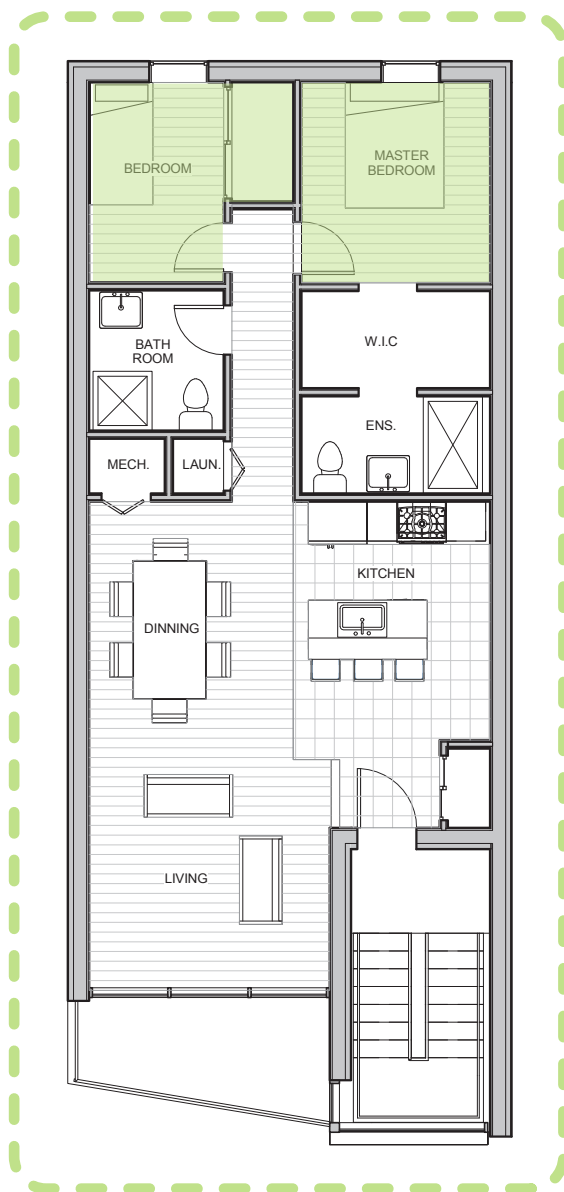 BEDROOM
MASTER
BEDROOM
BATH
ROOM
W.I.C
ENS.
MECH.
LAUN.
KITCHEN
DINNING
LIVING